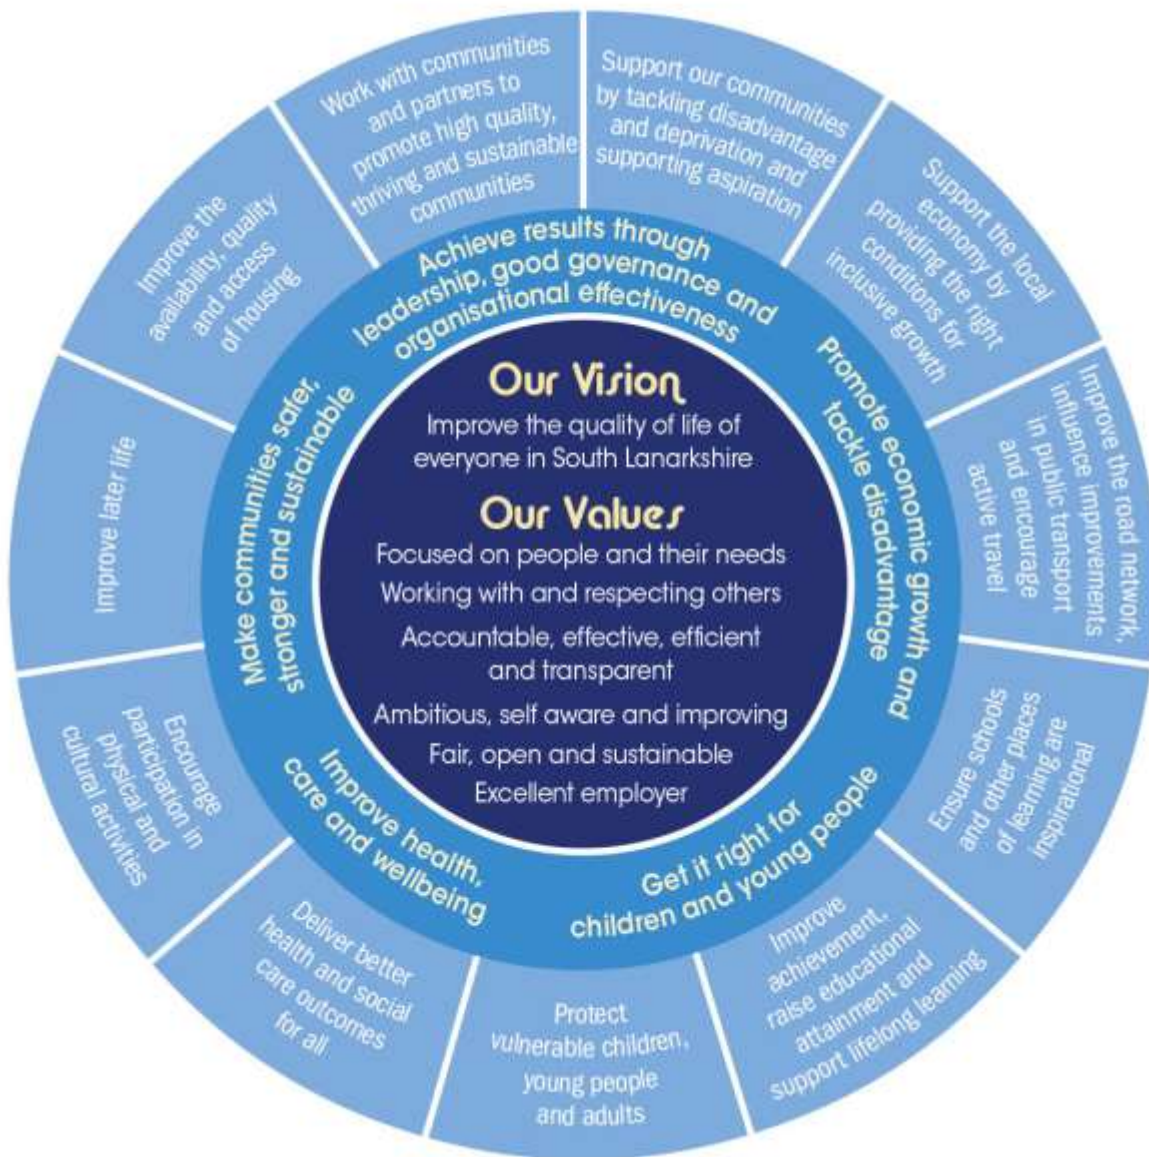 Our Vision
Improve the quality of life of
everyone in South Lanarkshire
Our Values
Focused on people and their needs
Working with and respecting others
Accountable, effective, efficient
and transparent
Ambitious, self aware and improving
Fair, open and sustainable
Excellent employer
Achieve results through
leadership, good governance and
organisational effectiveness
Promote economic growth and
tackle disadvantage
Get it right for
children and young people
Improve health,
care and wellbeing
Make communities safer,
stronger and sustainable
Support our communities
by tackling disadvantage
and deprivation and
supporting aspiration
Support the local
economy by
providing the right
conditions for
inclusive growth
Improve the road network,
influence improvements
in public transport
and encourage
active travel
Ensure schools
and other places
of learning are
inspirational
Improve
achievement,
raise educational
attainment and
support lifelong learning
Protect
vulnerable children,
young people
and adults
Deliver better
health and social
care outcomes
for all
Encourage
participation in
physical and
cultural activities
Improve later life
Improve the
availability, quality
and access
of housing
Work with communities
and partners to
promote high quality,
thriving and sustainable
communities